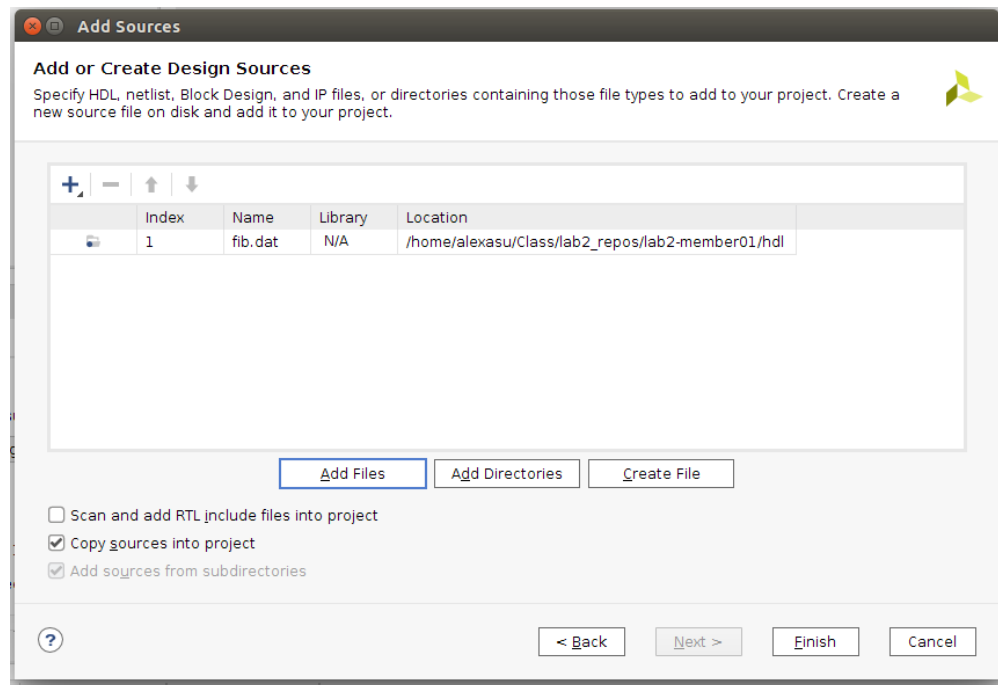 Add Sources
Add or Create Design Sources
Specify HDL, netlist, Block Design, and IP files, or directories containing those file types to add to your project. Create a
new source file on disk and add it to your project.
Index Name Library Location
1 fib.dat N/A /home/alexasu/Class/lab2_repos/lab2-member01/hdl
Add Files Add Directories Create File
Scan and add RTL include files into project
Copy sources into project
Add sources from subdirectories
? < Back Next > Finish Cancel